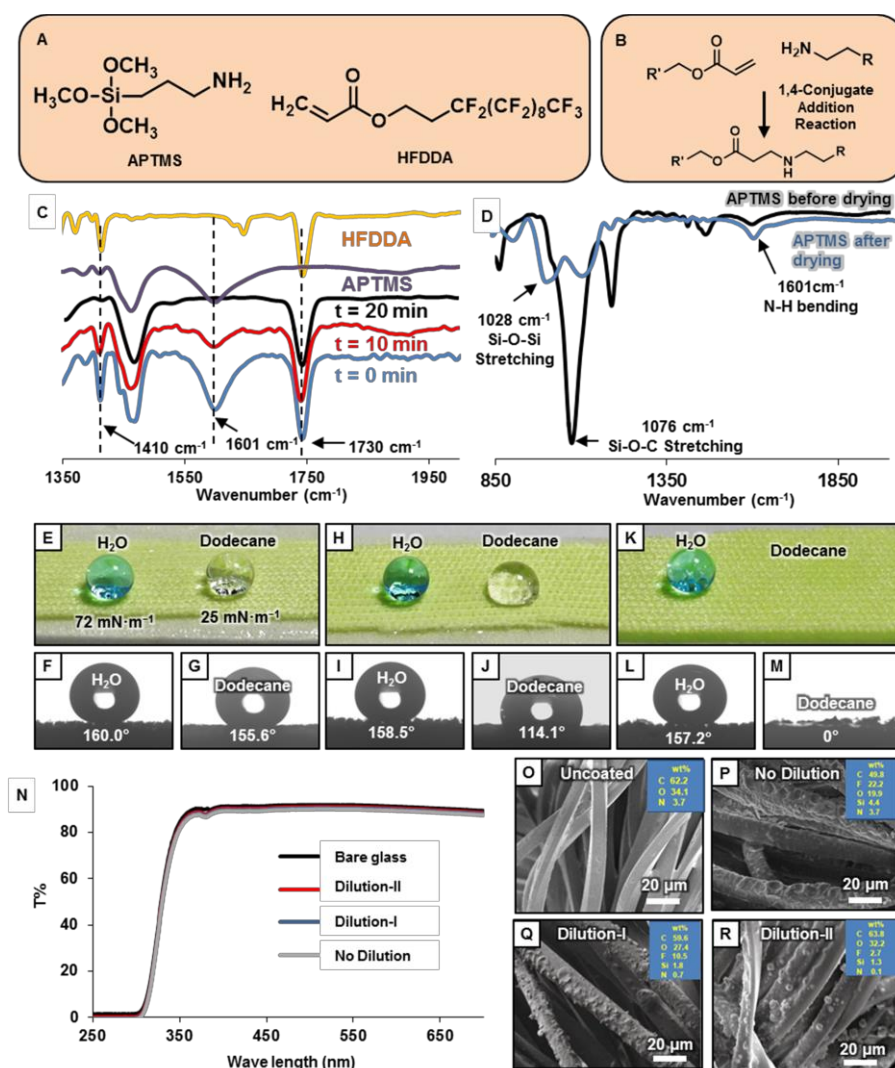 A
OCH3
H3CO-Si NH2
OCH3
APTMS
O
H2C O CF2(CF2)8CF3
HFDDA
B
O H2N
R' O R
1,4-Conjugate
Addition
Reaction
O
R' O N R
H
C
HFDDA
APTMS
t = 20 min
t = 10 min
t = 0 min
1410 cm-1
1601 cm-1
1730 cm-1
1350 1550 1750 1950
Wavenumber (cm-1)
D
APTMS before drying
APTMS after
drying
1601cm-1
N-H bending
1028 cm-1
Si-O-Si
Stretching
1076 cm-1
Si-O-C Stretching
850 1350 1850
Wavenumber (cm-1)
E
H2O
Dodecane
72 mN·m-1
25 mN·m-1
H
H2O
Dodecane
K
H2O
Dodecane
F
H2O
160.0°
G
Dodecane
155.6°
I
H2O
158.5°
J
Dodecane
114.1°
L
H2O
157.2°
M
Dodecane
0°
N
T%
100
80
60
40
20
0
Bare glass
Dilution-II
Dilution-I
No Dilution
250 350 450 550 650
Wave length (nm)
O
Uncoated
wt%
C 62.2
O 34.1
N 3.7
20 μm
P
No Dilution
wt%
C 49.8
F 22.2
O 19.9
Si 4.4
N 3.7
20 μm
Q
Dilution-I
wt%
C 59.6
O 27.4
F 10.5
Si 1.8
N 0.7
20 μm
R
Dilution-II
wt%
C 63.8
O 32.2
F 2.7
Si 1.3
N 0.1
20 μm